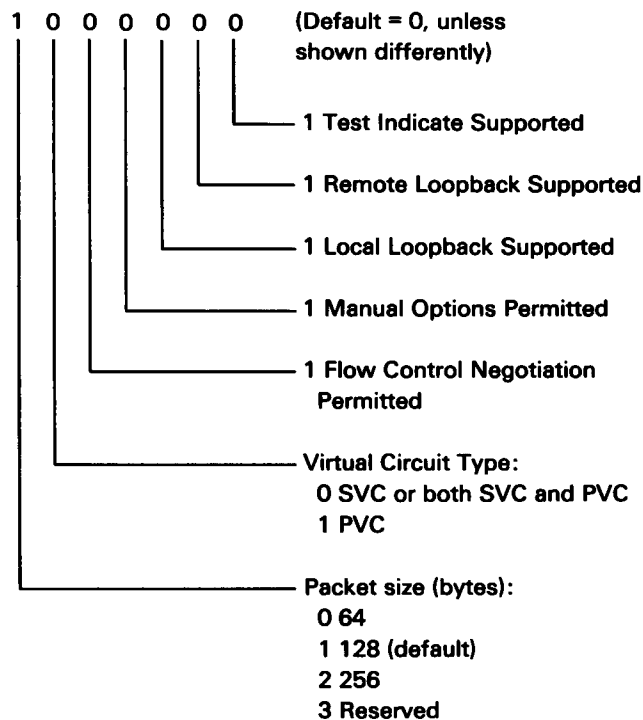 1 0 0 0 0 0 0 (Default = 0, unless
shown differently)
1 Test Indicate Supported
1 Remote Loopback Supported
1 Local Loopback Supported
1 Manual Options Permitted
1 Flow Control Negotiation
Permitted
Virtual Circuit Type:
0 SVC or both SVC and PVC
1 PVC
Packet size (bytes):
0 64
1 128 (default)
2 256
3 Reserved